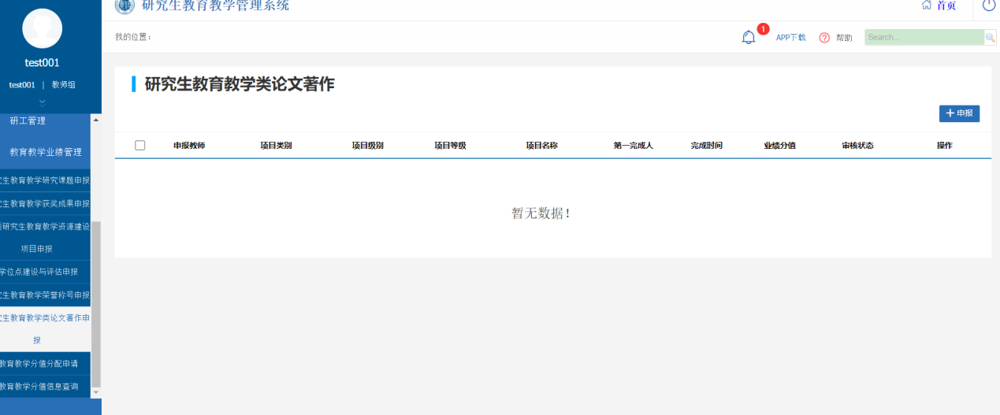 研究生教育教学管理系统
首页
test001
test001 | 教师组
我的位置：
1
APP下载
帮助
Search...
研工管理
教育教学业绩管理
生教育教学研究课题申报
生教育教学获奖成果申报
研究生教育教学资源建设
项目申报
学位点建设与评估申报
生教育教学荣誉称号申报
生教育教学类论文著作申
报
教育教学分值分配申请
教育教学分值信息查询
研究生教育教学类论文著作
申报
申报教师 项目类别 项目级别 项目等级 项目名称 第一完成人 完成时间 业绩分值 审核状态 操作
暂无数据！